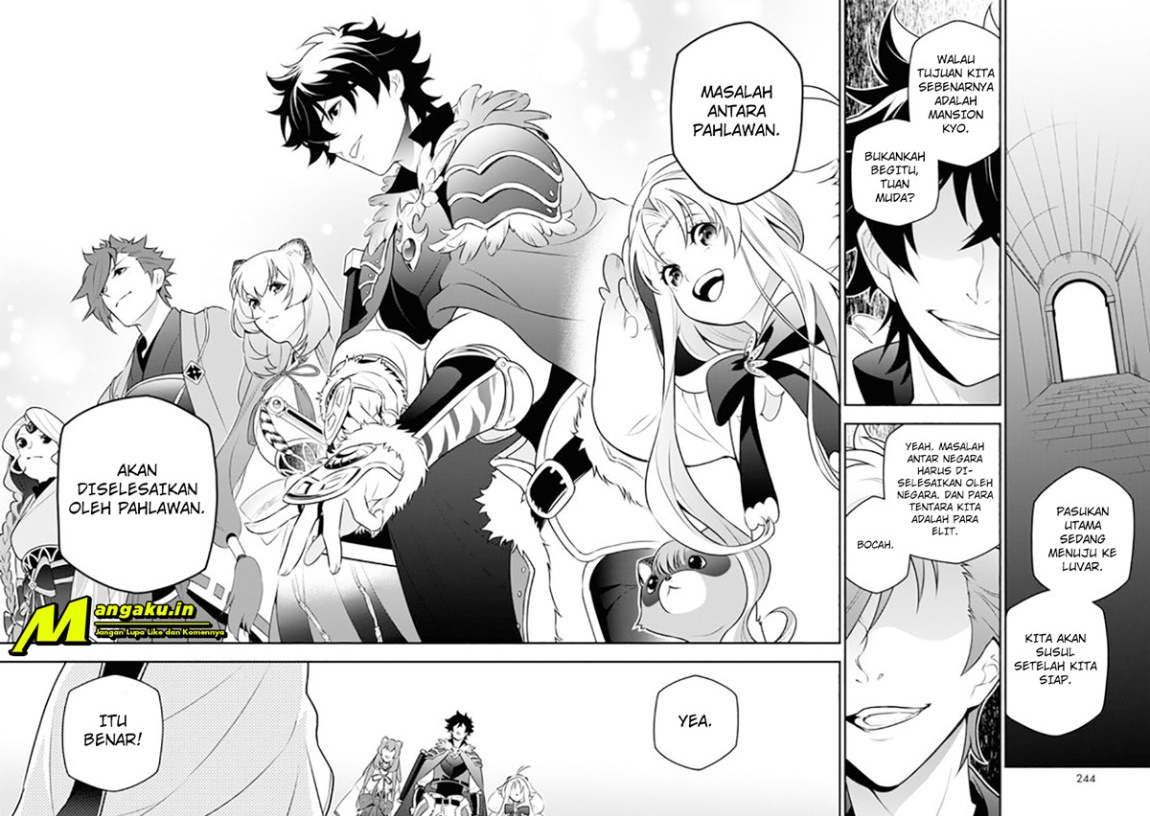 PASUKAN
UTAMA
SEDANG
MENUJU KE
LUVAR.
KITA AKAN
SUSUL
SETELAH KITA
SIAP.
244
WALAU
TUJUAN KITA
SEBENARNYA
ADALAH
MANSION
KYO.
BUKANKAH
BEGITU,
TUAN
MUDA?
YEAH. MASALAH
ANTAR NEGARA
HARUS DI-
SELESAIKAN OLEH
NEGARA. DAN PARA
TENTARA KITA
ADALAH PARA
ELIT.
BOCAH.
MASALAH
ANTARA
PAHLAWAN.
AKAN
DISELESAIKAN
OLEH PAHLAWAN.
Mangaku.in
Jangan Lupa Like dan Komennya
YEA.
ITU
BENAR!